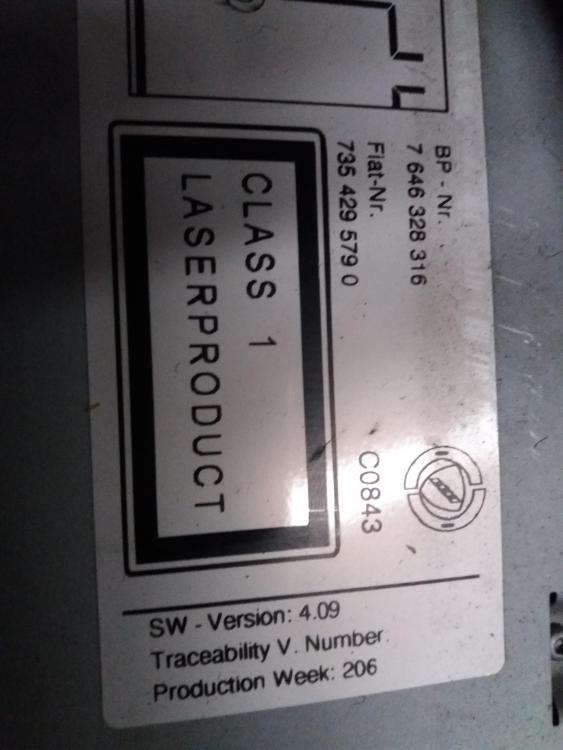 BP - Nr.
7 646 328 316
Fiat-Nr.
735 429 579 0
C0843
CLASS 1
LASERPRODUCT
SW - Version: 4.09
Traceability V. Number
Production Week: 206